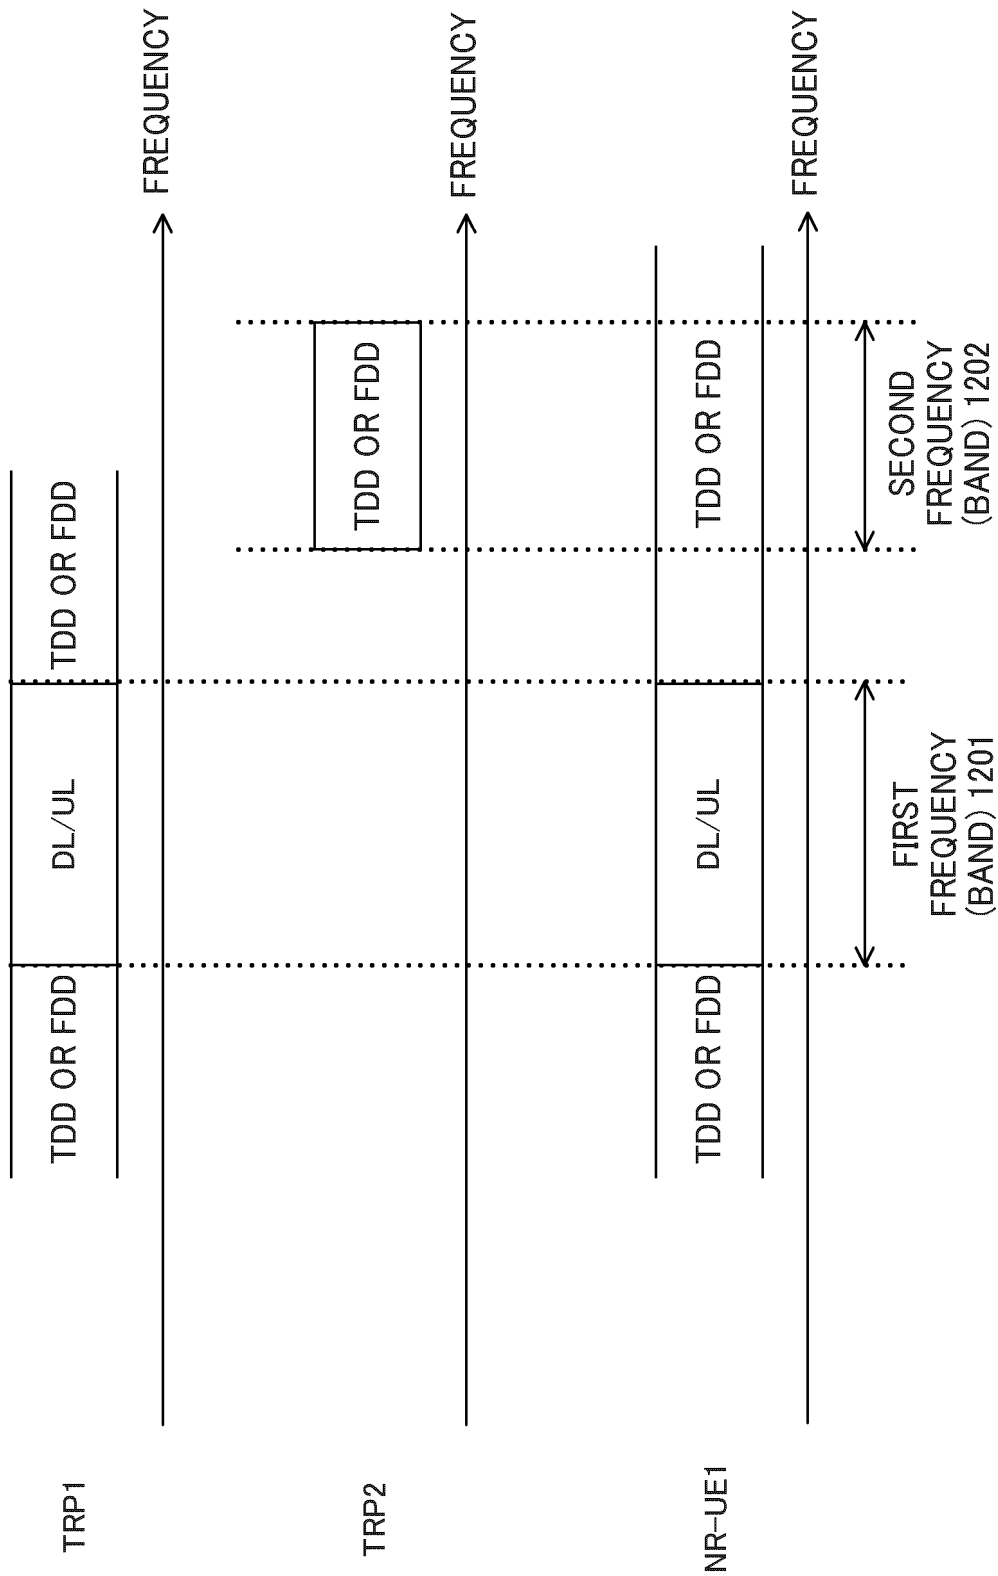 TRP1
TDD OR FDD
DL/UL
TDD OR FDD
FREQUENCY
TRP2
TDD OR FDD
FREQUENCY
NR-UE1
TDD OR FDD
DL/UL
TDD OR FDD
FREQUENCY
FIRST
FREQUENCY
(BAND) 1201
SECOND
FREQUENCY
(BAND) 1202